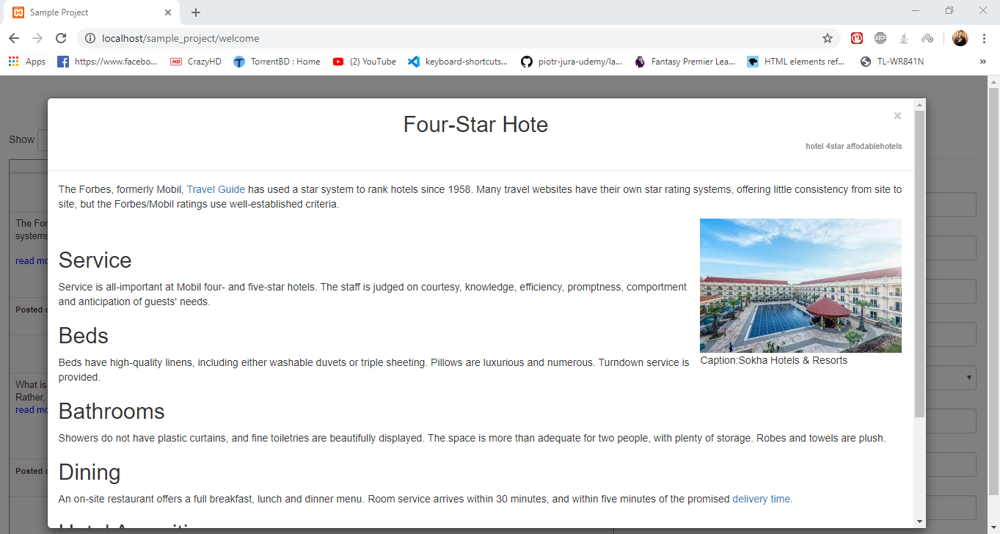 Sample Project
localhost/sample_project/welcome
Apps https://www.facebo... CrazyHD TorrentBD : Home (2) YouTube keyboard-shortcuts... piotr-jura-udemy/la... Fantasy Premier Lea... HTML elements ref... TL-WR841N »
Four-Star Hote
×
hotel 4star affodablehotels
Show
The Forbes, formerly Mobil, Travel Guide has used a star system to rank hotels since 1958. Many travel websites have their own star rating systems, offering little consistency from site to
site, but the Forbes/Mobil ratings use well-established criteria.
Service
Service is all-important at Mobil four- and five-star hotels. The staff is judged on courtesy, knowledge, efficiency, promptness, comportment
and anticipation of guests' needs.
Beds
Beds have high-quality linens, including either washable duvets or triple sheeting. Pillows are luxurious and numerous. Turndown service is
provided.
Caption:Sokha Hotels & Resorts
Bathrooms
Showers do not have plastic curtains, and fine toiletries are beautifully displayed. The space is more than adequate for two people, with plenty of storage. Robes and towels are plush.
Dining
An on-site restaurant offers a full breakfast, lunch and dinner menu. Room service arrives within 30 minutes, and within five minutes of the promised delivery time.
The For
systems
read mo
Posted
What is
Rather,
read mo
Posted